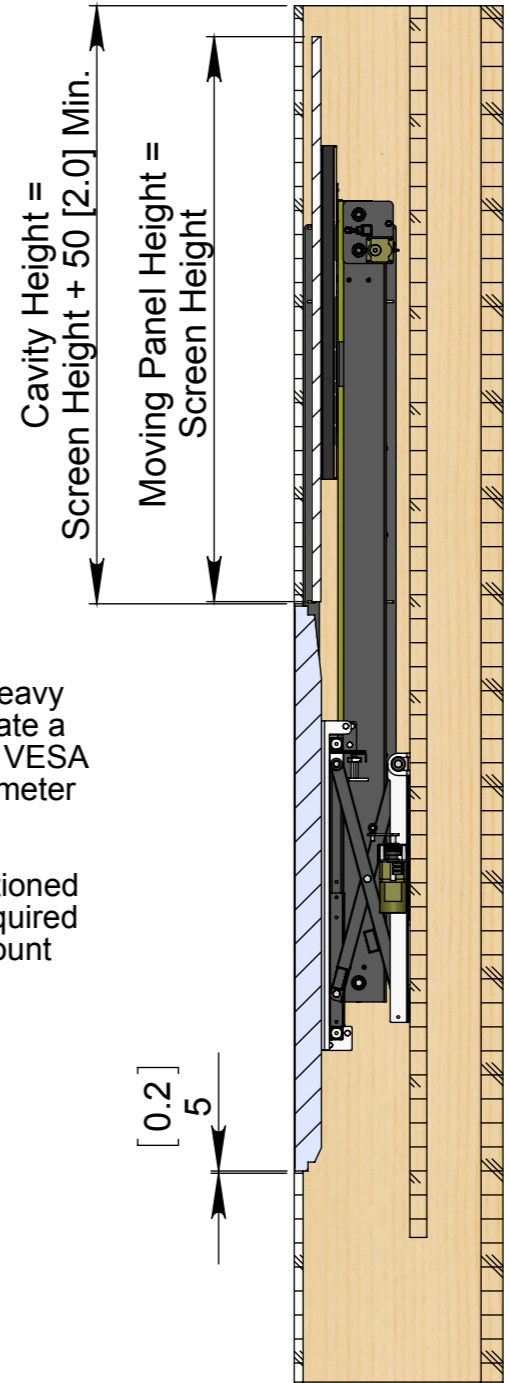 Cavity Height =
Screen Height + 50 [2.0] Min.
Moving Panel Height =
Screen Height
eavy
ate a
VESA
meter
tioned
quired
ount
[0.2]
5